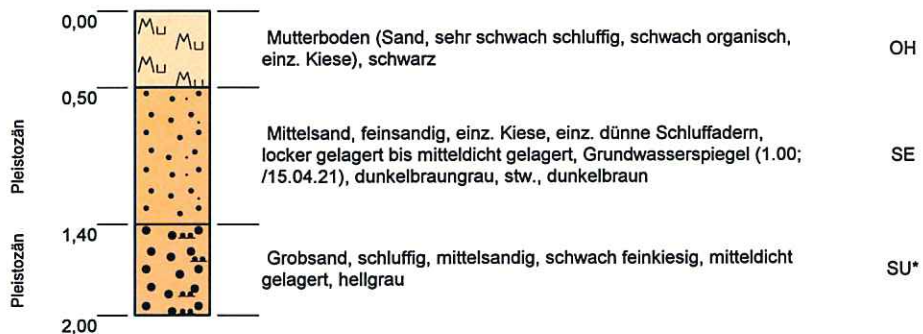 0,00
Mu
Mu
Mu
Mu
Mutterboden (Sand, sehr schwach schluffig, schwach organisch,
einz. Kiese), schwarz
OH
0,50
Pleistozän
Mittelsand, feinsandig, einz. Kiese, einz. dünne Schluffadern,
locker gelagert bis mitteldicht gelagert, Grundwasserspiegel (1.00;
/15.04.21), dunkelbraungrau, stw., dunkelbraun
SE
1,40
Pleistozän
Grobsand, schluffig, mittelsandig, schwach feinkiesig, mitteldicht
gelagert, hellgrau
SU*
2,00